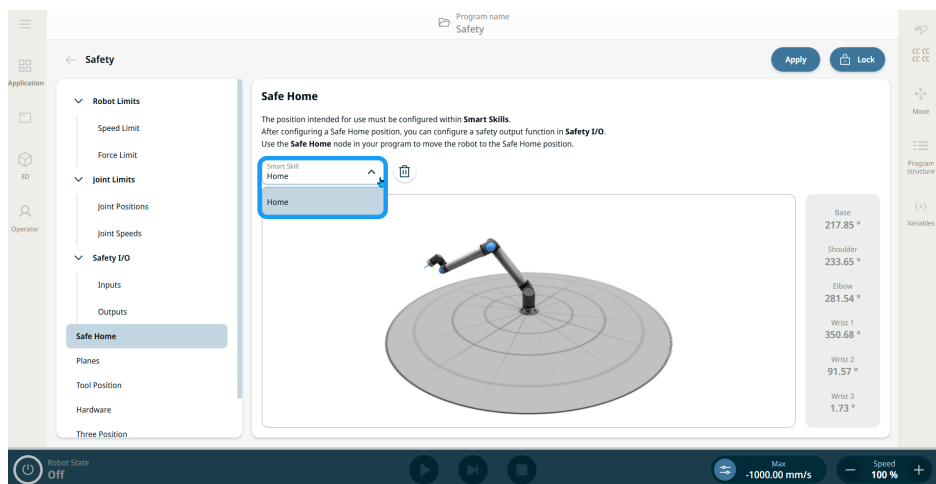 Program name
Safety
Safety
Apply
Lock
Application
3D
Operator
Robot Limits
Speed Limit
Force Limit
Joint Limits
Joint Positions
Joint Speeds
Safety I/O
Inputs
Outputs
Safe Home
Planes
Tool Position
Hardware
Three Position
Safe Home
The position intended for use must be configured within Smart Skills.
After configuring a Safe Home position, you can configure a safety output function in Safety I/O.
Use the Safe Home node in your program to move the robot to the Safe Home position.
Smart Skill
Home
Home
Base
217.85 °
Shoulder
233.65 °
Elbow
281.54 °
Wrist 1
350.68 °
Wrist 2
91.57 °
Wrist 3
1.73 °
CC CC
CC CC
Move
Program
structure
{x}
Variables
Robot State
Off
Max
-1000.00 mm/s
Speed
100 %